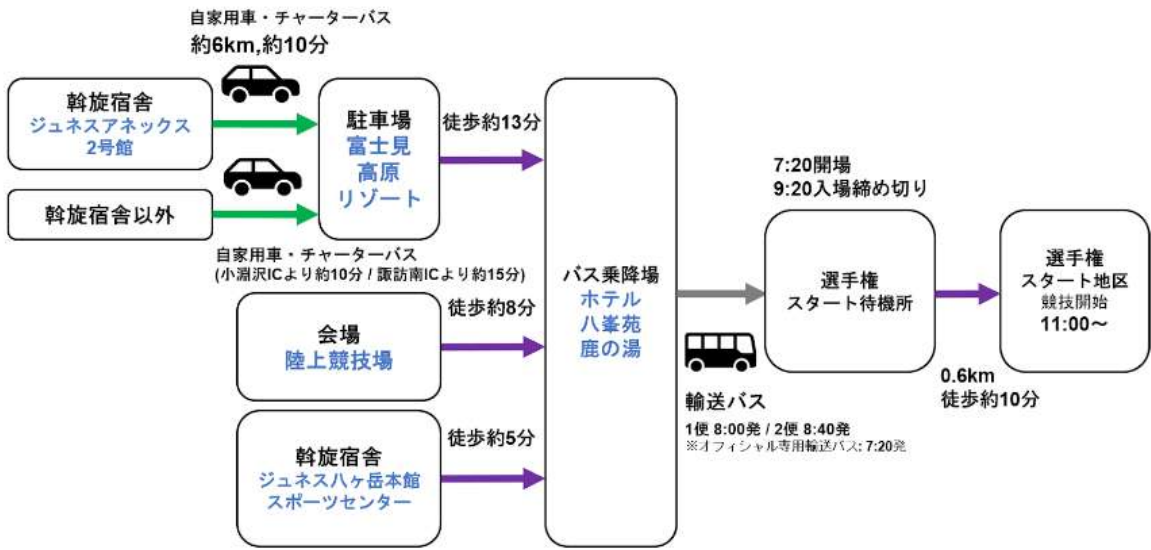 自家用車・チャーターバス
約6km,約10分
斡旋宿舎
ジュネスアネックス
2号館
斡旋宿舎以外
駐車場
富士見
高原
リゾート
徒歩約13分
自家用車・チャーターバス
(小淵沢ICより約10分 / 諏訪南ICより約15分)
会場
陸上競技場
徒歩約8分
斡旋宿舎
ジュネス八ヶ岳本館
スポーツセンター
徒歩約5分
バス乗降場
ホテル
八峯苑
鹿の湯
輸送バス
1便 8:00発 / 2便 8:40発
※オフィシャル専用輸送バス: 7:20発
7:20開場
9:20入場締め切り
選手権
スタート待機所
0.6km
徒歩約10分
選手権
スタート地区
競技開始
11:00～